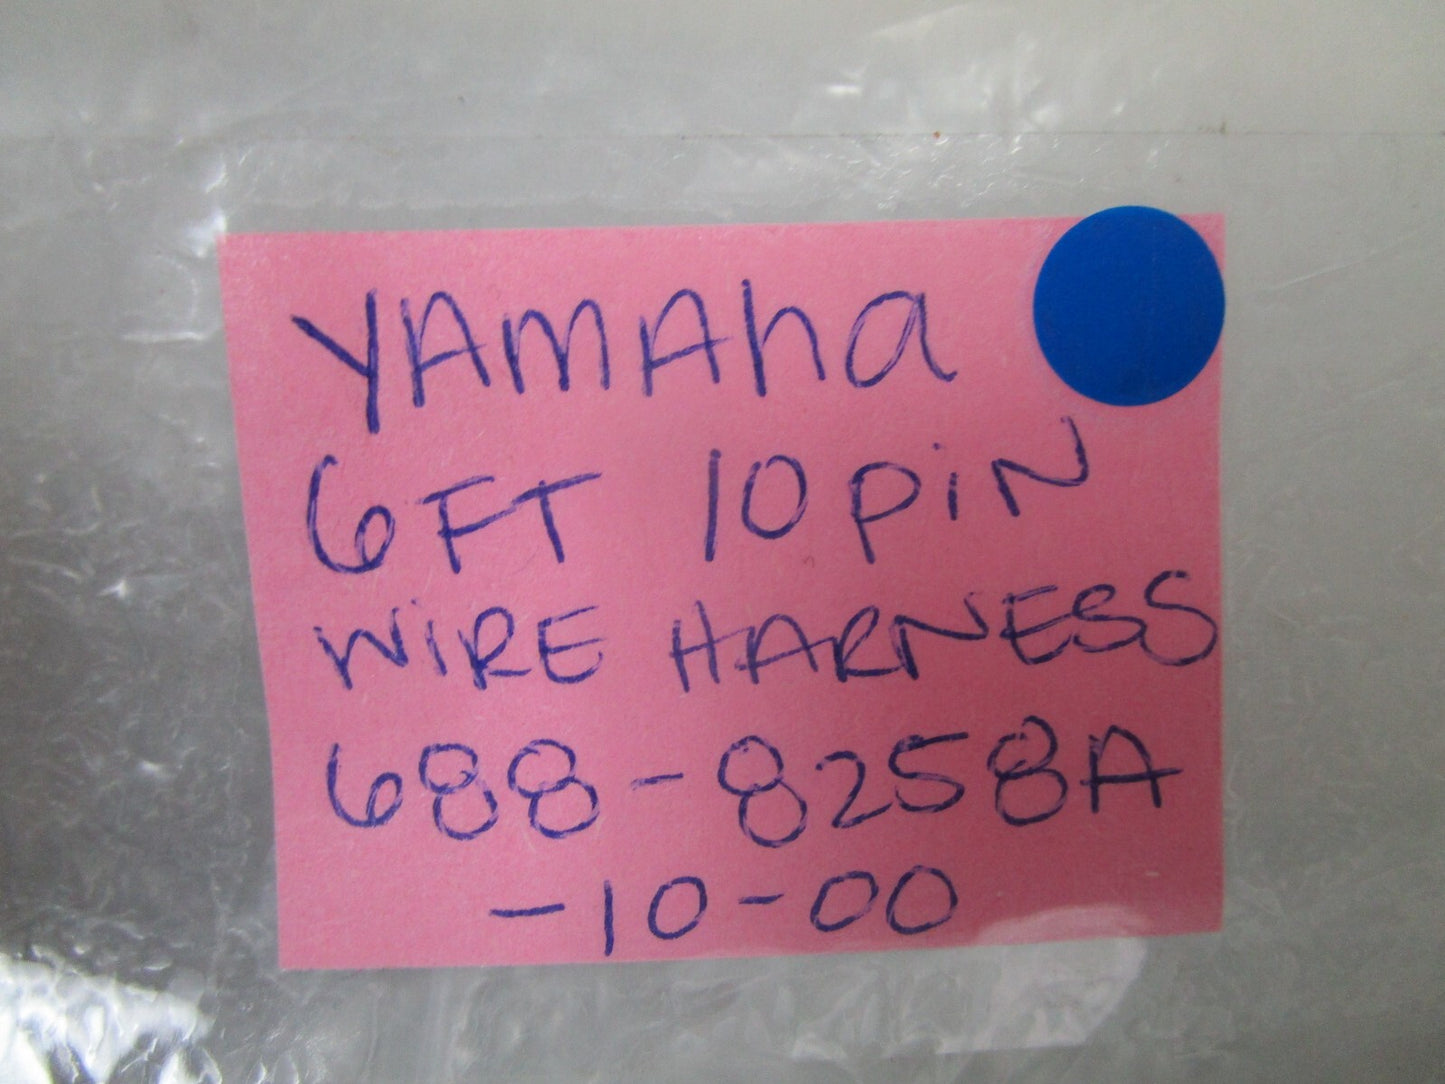 YAMAha
6FT 10 PiN
WiRE HARNESS
688-8258A
-10-00